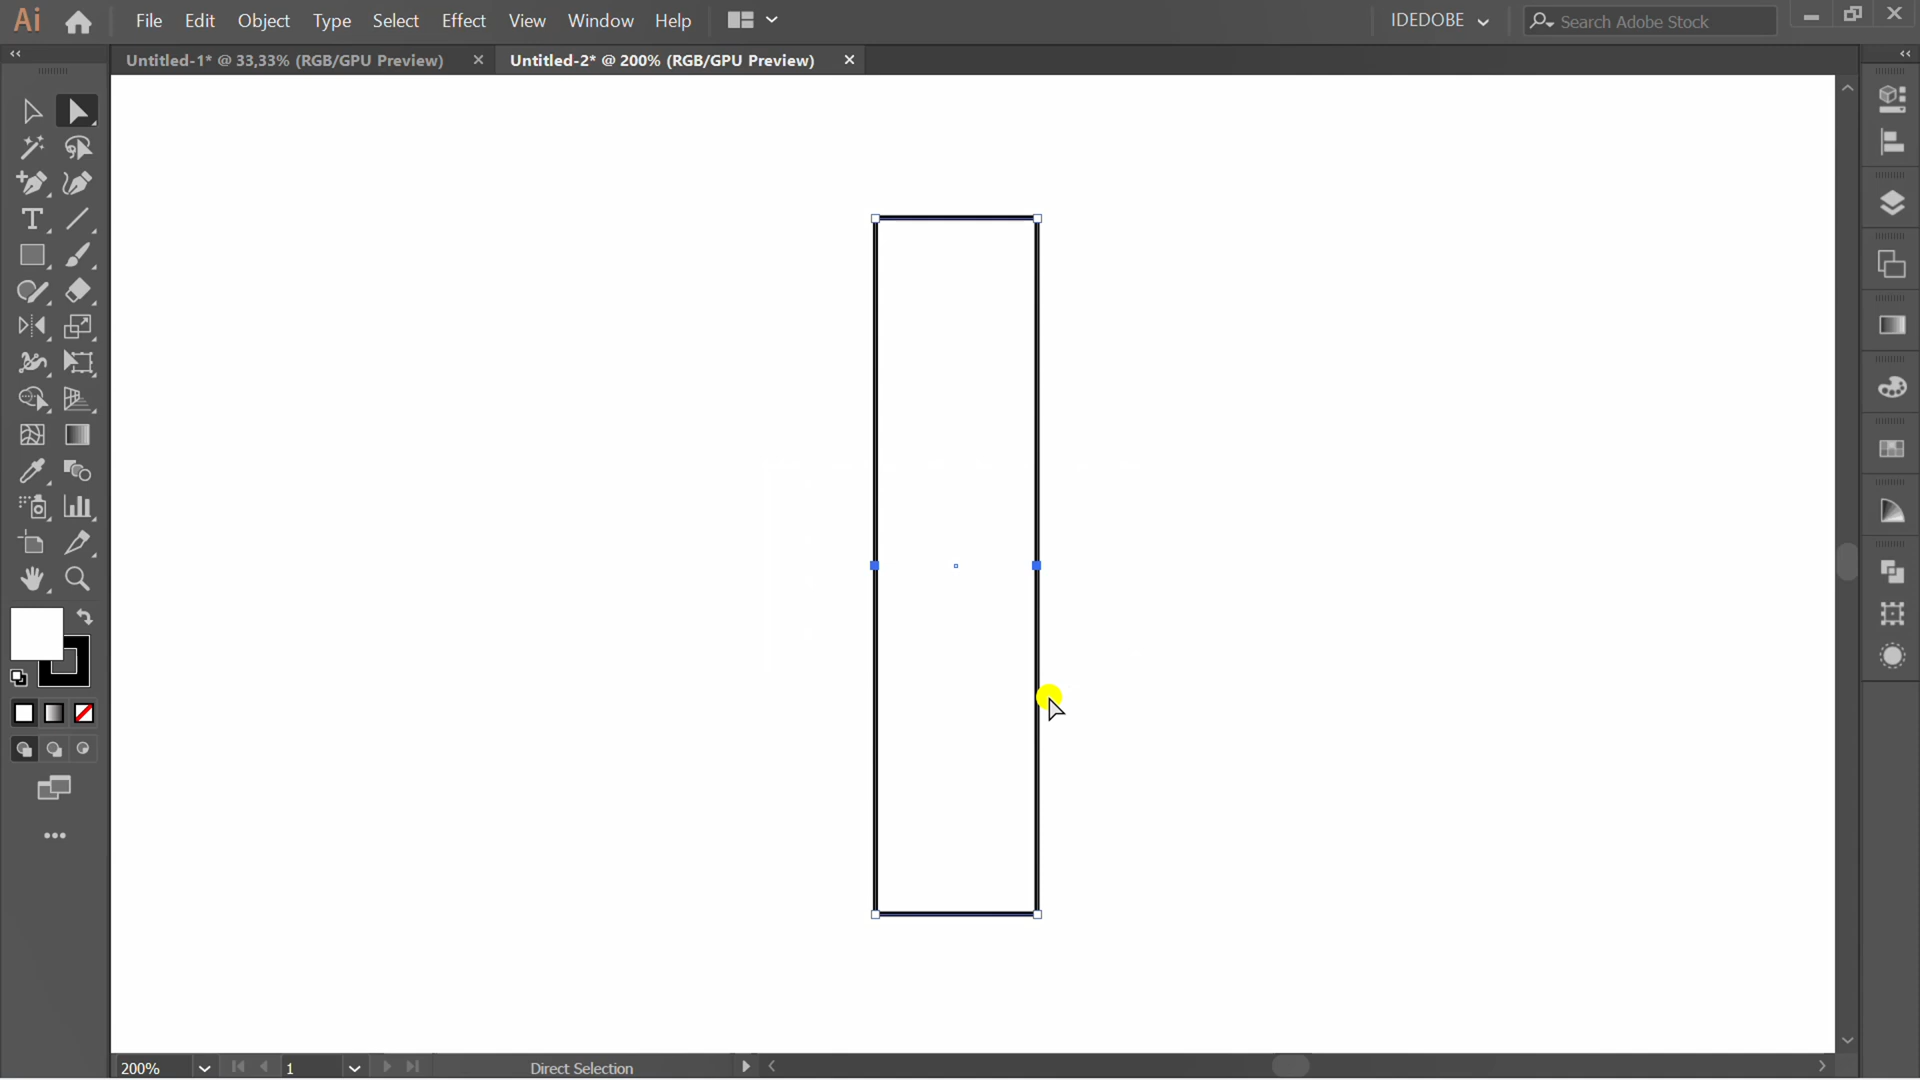 Ai File Edit Object Type Select Effect View Window Help IDEDOBE Search Adobe Stock
Untitled-1* @ 33,33% (RGB/GPU Preview) Untitled-2* @ 200% (RGB/GPU Preview)
T
200% 1 Direct Selection